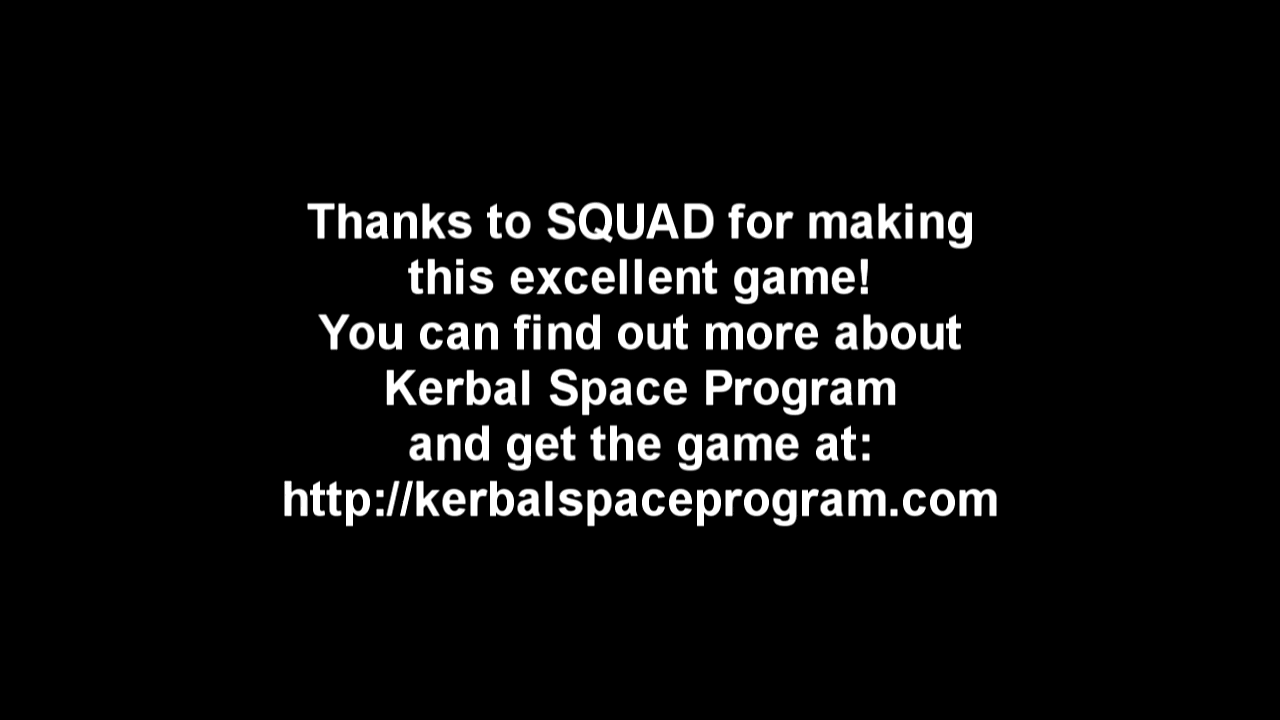 Thanks to SQUAD for making
this excellent game!
You can find out more about
Kerbal Space Program
and get the game at:
http://kerbalspaceprogram.com